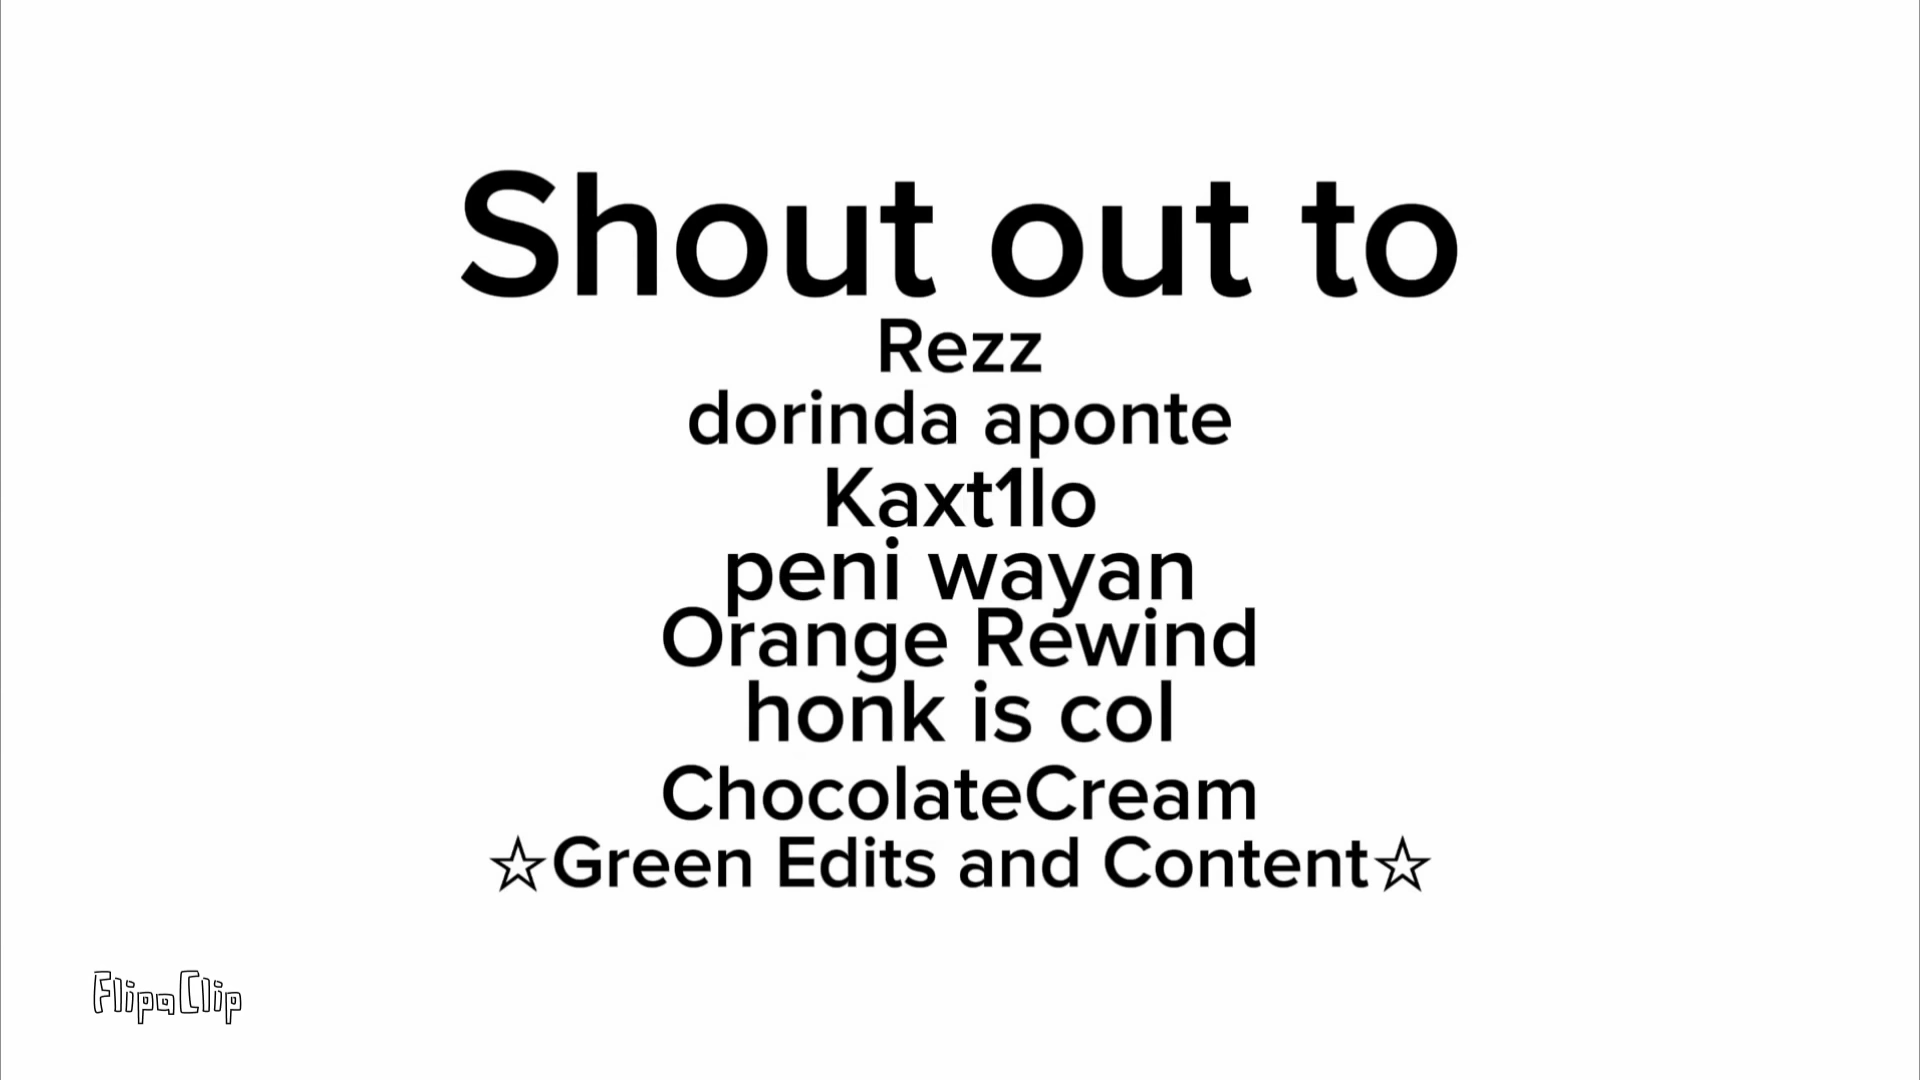 Shout out to
Rezz
dorinda aponte
Kaxt1lo
peni wayan
Orange Rewind
honk is col
ChocolateCream
☆Green Edits and Content☆
FlipaClip